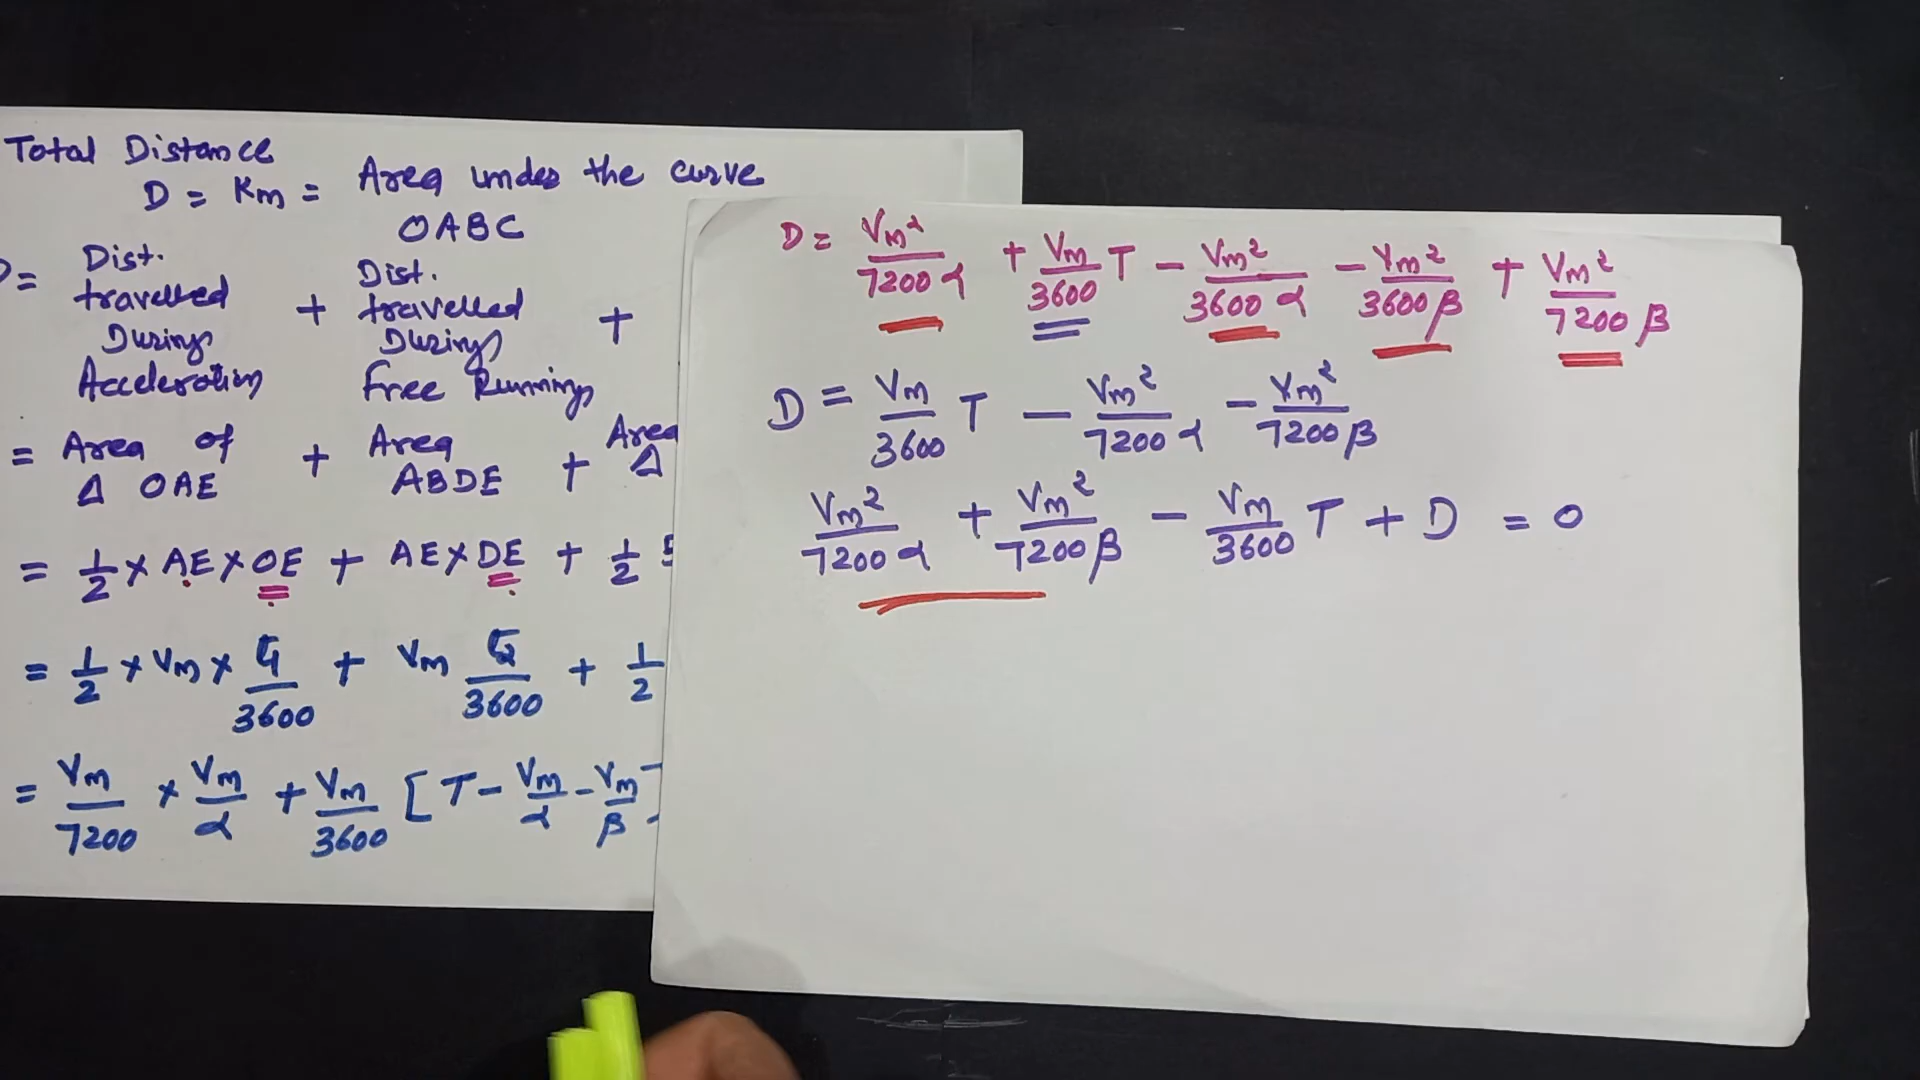 Total Distance
D = Km = Area under the curve
OABC
D = Dist. travelled During Acceleration + Dist. travelled During Free Running +
= Area of Δ OAE + Area ABDE + Area Δ
= 1/2 × AE × OE + AE × DE + 1/2
= 1/2 × Vm × t1/3600 + Vm t2/3600 + 1/2
= Vm/7200 × Vm/α + Vm/3600 [T - Vm/α - Vm/β]
D = Vm²/7200α + Vm/3600 T - Vm²/3600α - Vm²/3600β + Vm²/7200β
D = Vm/3600 T - Vm²/7200α - Vm²/7200β
Vm²/7200α + Vm²/7200β - Vm/3600 T + D = 0